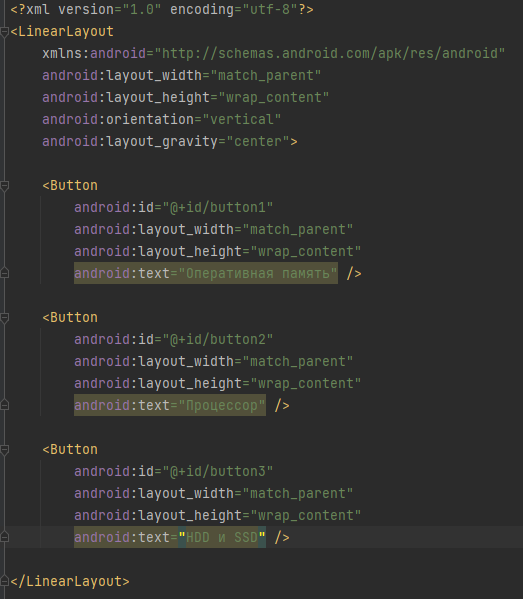 <?xml version="1.0" encoding="utf-8"?>
<LinearLayout
xmlns:android="http://schemas.android.com/apk/res/android"
android:layout_width="match_parent"
android:layout_height="wrap_content"
android:orientation="vertical"
android:layout_gravity="center">
<Button
android:id="@+id/button1"
android:layout_width="match_parent"
android:layout_height="wrap_content"
android:text="Оперативная память" />
<Button
android:id="@+id/button2"
android:layout_width="match_parent"
android:layout_height="wrap_content"
android:text="Процессор" />
<Button
android:id="@+id/button3"
android:layout_width="match_parent"
android:layout_height="wrap_content"
android:text="HDD и SSD" />
</LinearLayout>